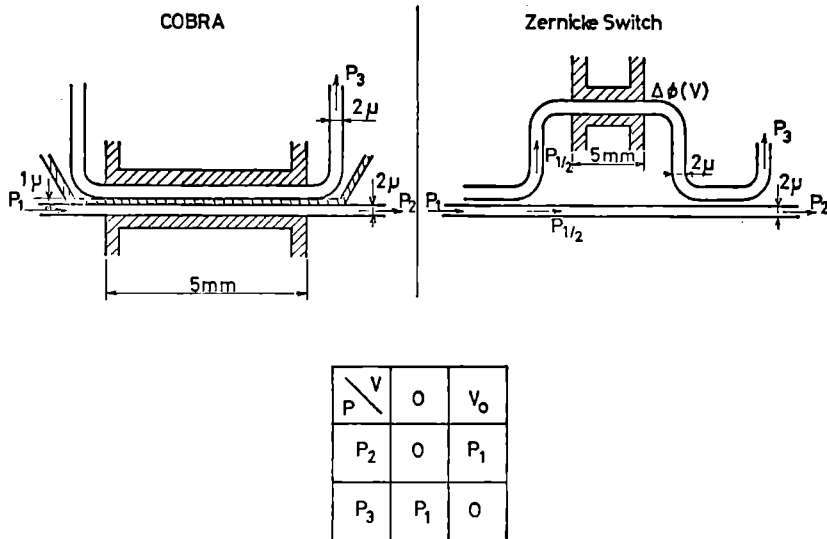 COBRA
P3
2μ
1μ
P1
P2
2μ
5mm
Zernicke Switch
Δϕ(V)
P3
P1/2
5mm
2μ
2μ
P1
P2
P1/2
V
P
0
V0
P2
0
P1
P3
P1
0